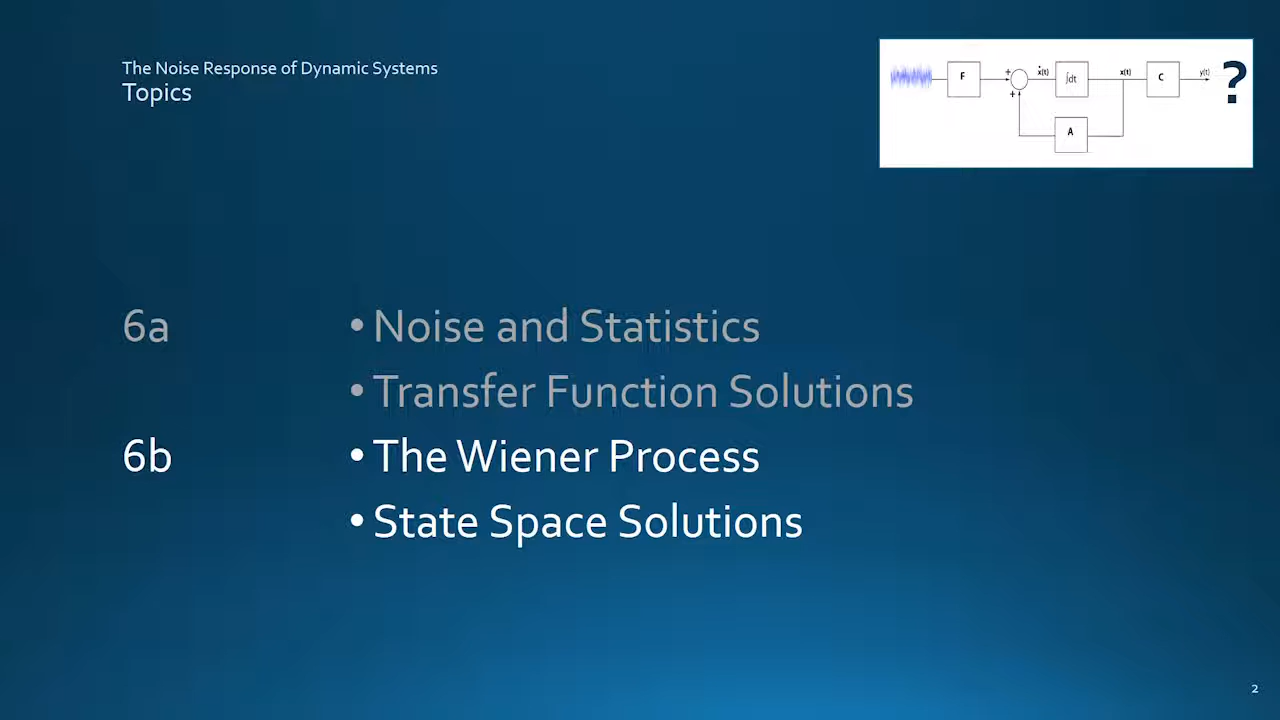 The Noise Response of Dynamic Systems
Topics
F
+
ẋ(t)
∫dt
x(t)
C
y(t)
?
+
A
6a
• Noise and Statistics
• Transfer Function Solutions
6b
• The Wiener Process
• State Space Solutions
2